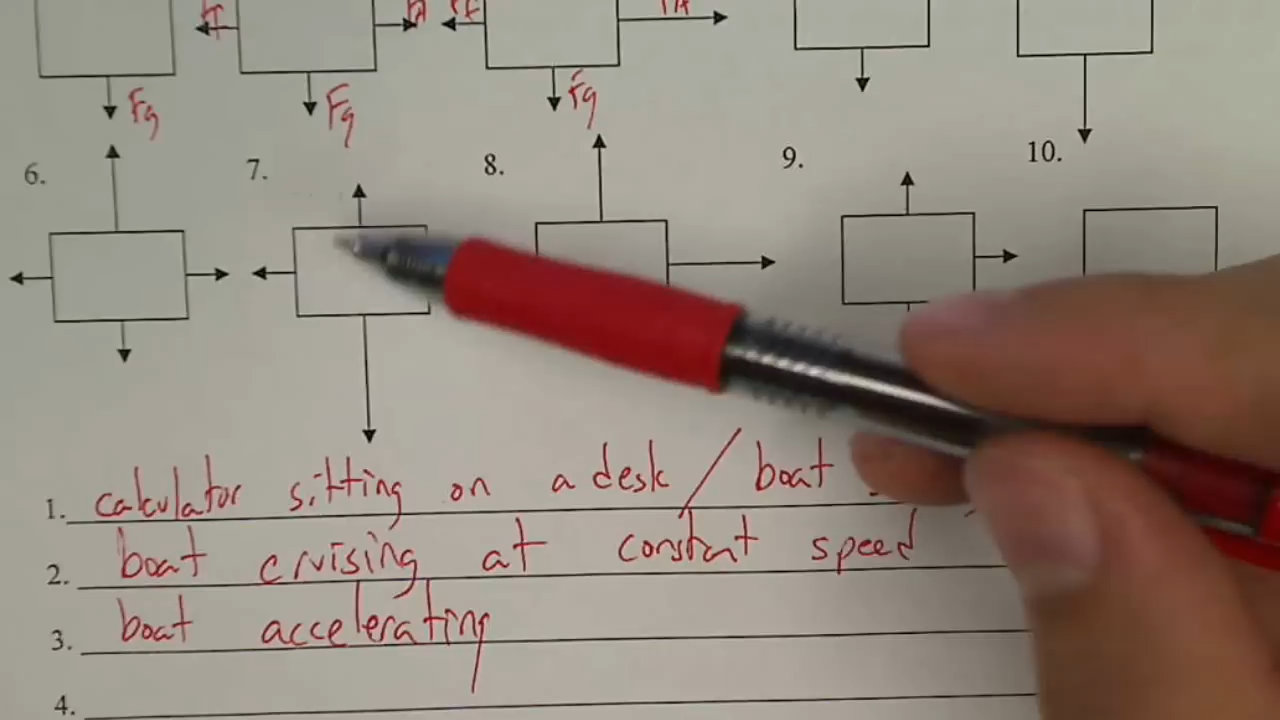 Fg Fg Fg
6. 7. 8. 9. 10.
1. calculator sitting on a desk / boat
2. boat cruising at constant speed
3. boat accelerating
4.